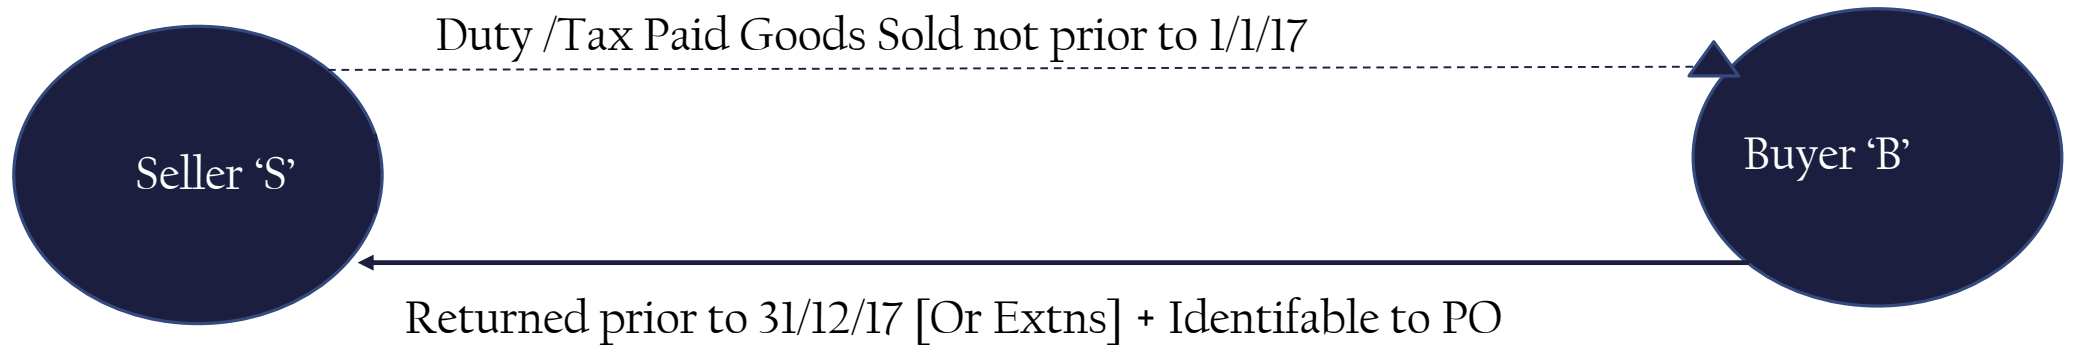 Duty /Tax Paid Goods Sold not prior to 1/1/17
Seller ‘S’
Buyer ‘B’
Returned prior to 31/12/17 [Or Extns] + Identifable to PO